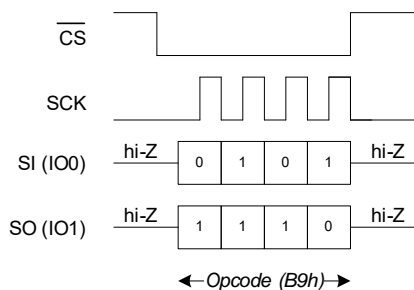 CS
SCK
hi-Z hi-Z
SI (IO0) 0 1 0 1
hi-Z hi-Z
SO (IO1) 1 1 1 0
Opcode (B9h)